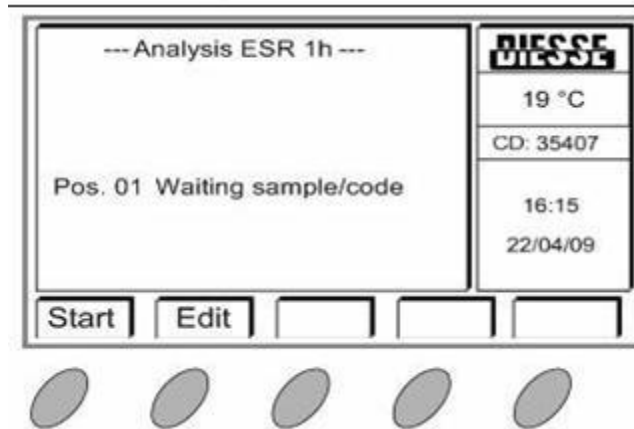 --- Analysis ESR 1h ---
Pos. 01 Waiting sample/code
DIESSE
19 °C
CD: 35407
16:15
22/04/09
Start
Edit